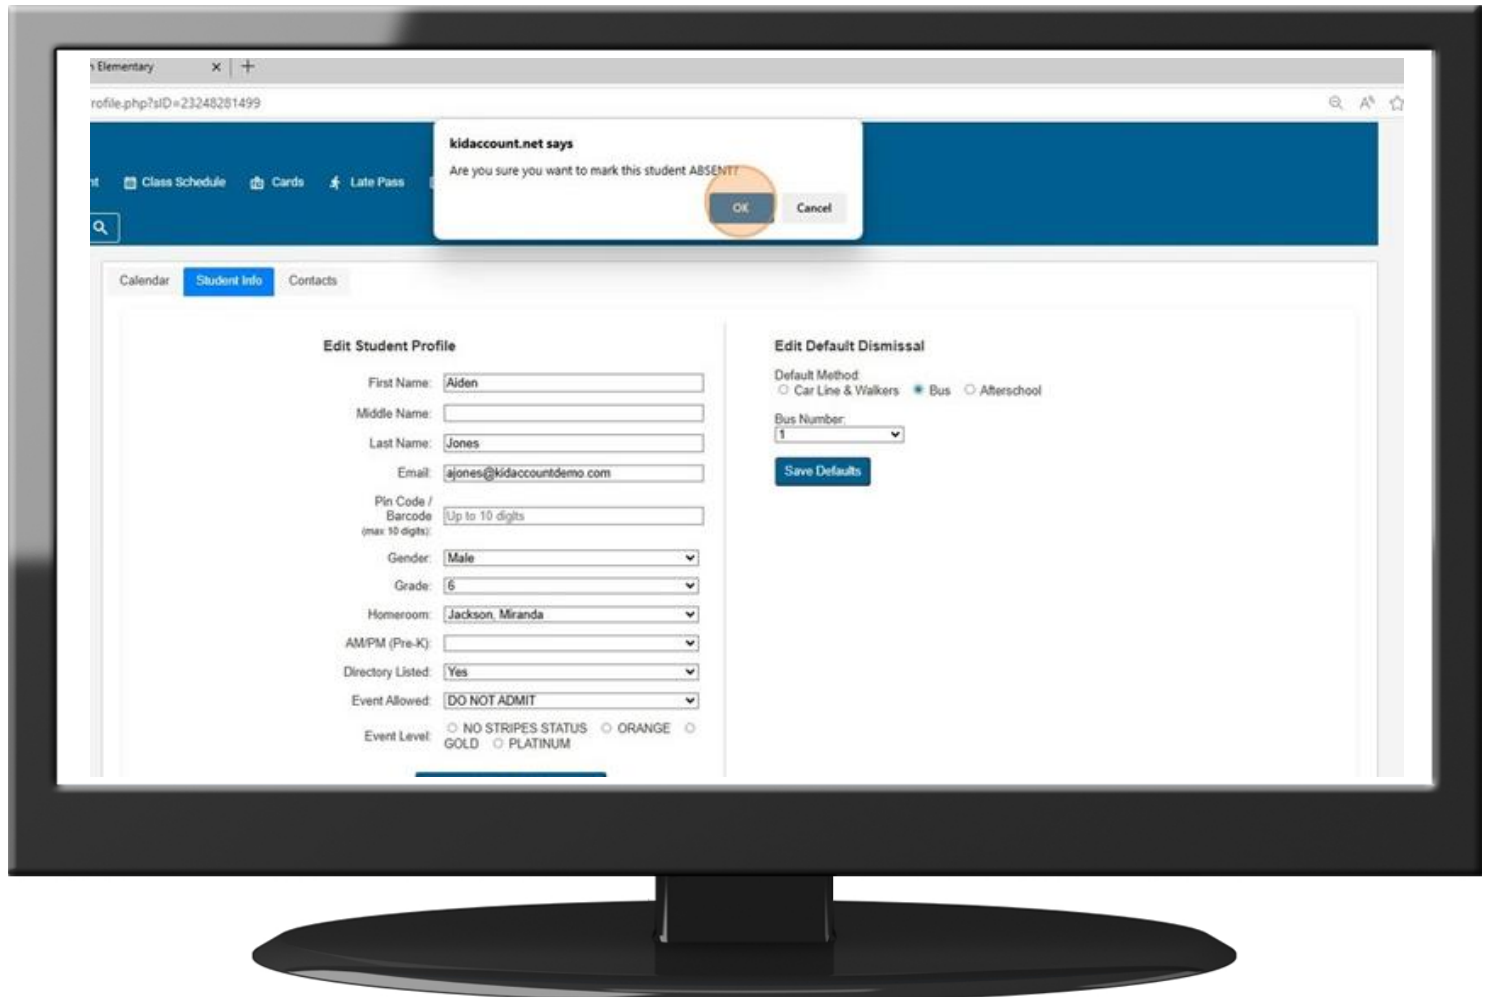 n Elementary
rofile.php?sID=23248281499
kidaccount.net says
Are you sure you want to mark this student ABSENT?
OK Cancel
nt Class Schedule Cards Late Pass
Calendar Student Info Contacts
Edit Student Profile
First Name: Aiden
Middle Name:
Last Name: Jones
Email: ajones@kidaccountdemo.com
Pin Code /
Barcode Up to 10 digits
(max 10 digits):
Gender: Male
Grade: 6
Homeroom: Jackson, Miranda
AM/PM (Pre-K):
Directory Listed: Yes
Event Allowed: DO NOT ADMIT
Event Level: NO STRIPES STATUS ORANGE
GOLD PLATINUM
Edit Default Dismissal
Default Method:
Car Line & Walkers Bus Afterschool
Bus Number:
1
Save Defaults